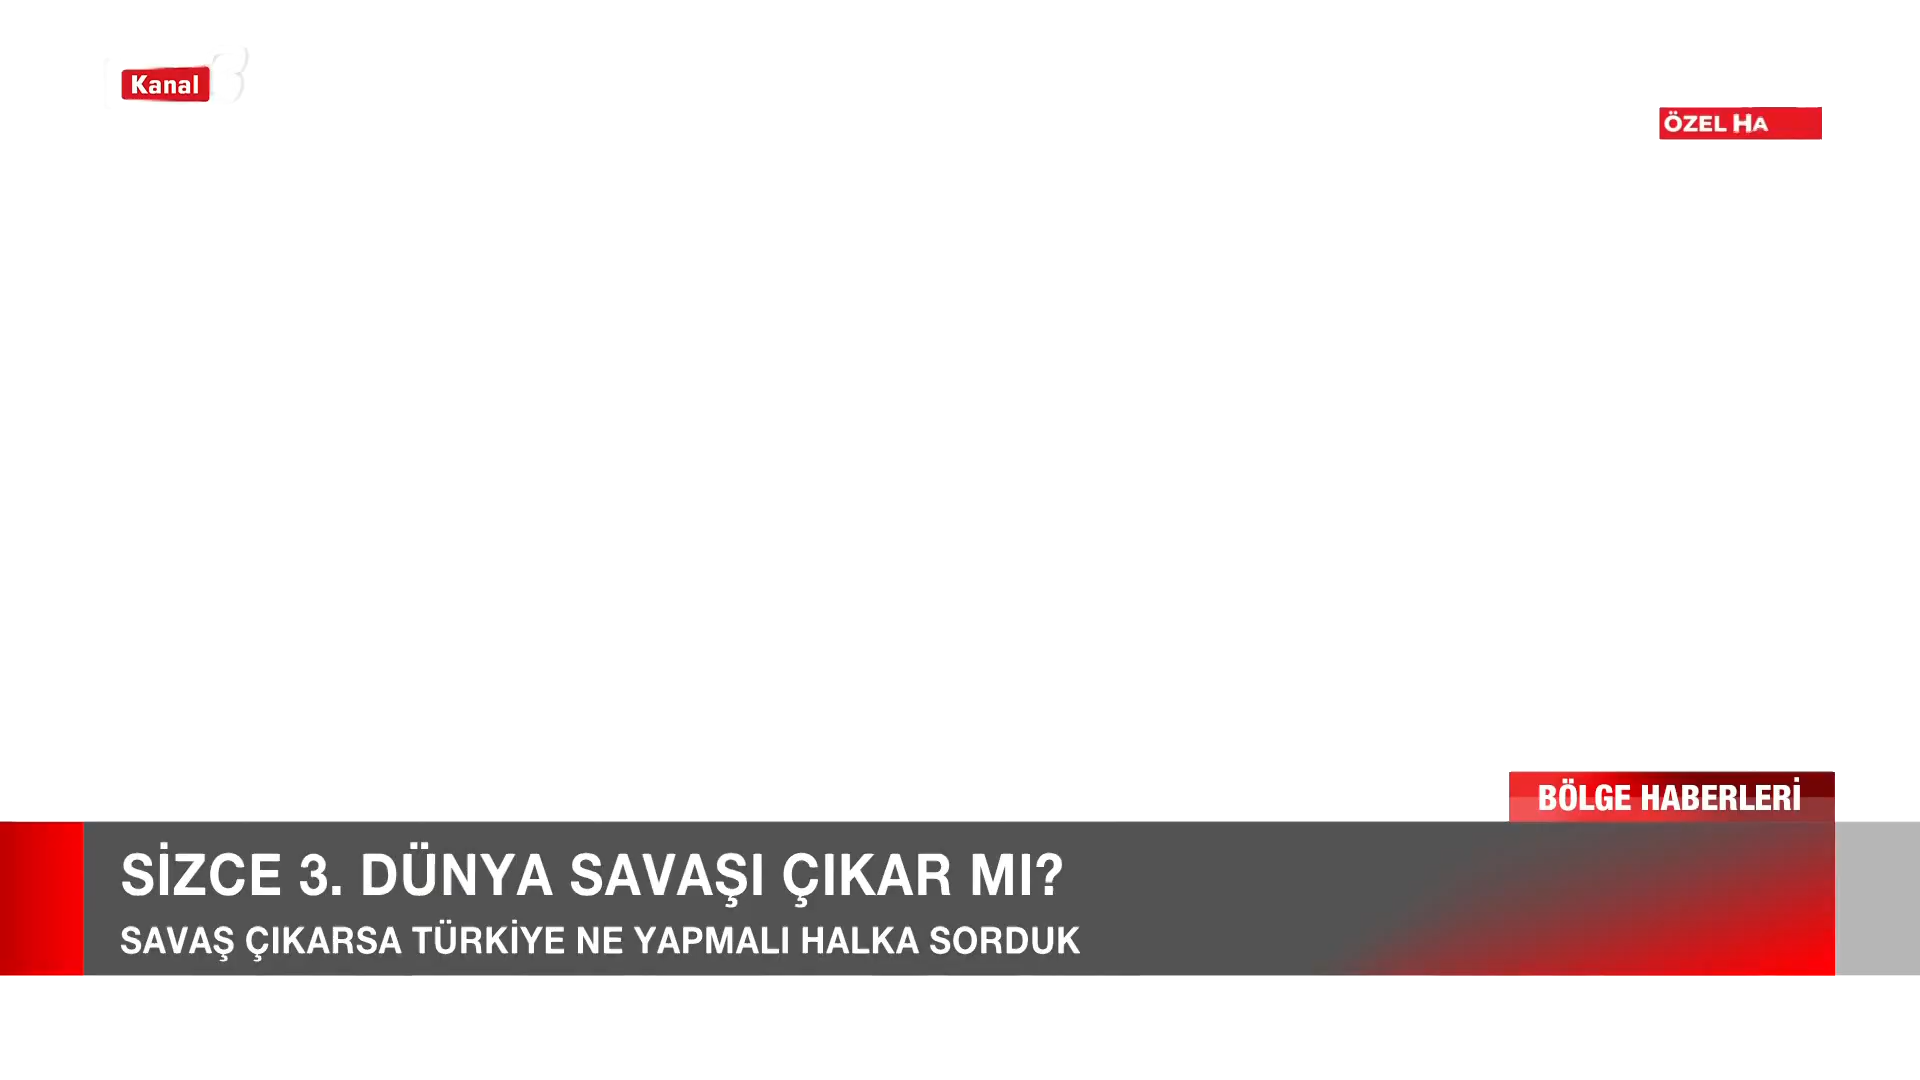 Kanal
ÖZEL HA
BÖLGE HABERLERİ
SİZCE 3. DÜNYA SAVAŞI ÇIKAR MI?
SAVAŞ ÇIKARSA TÜRKİYE NE YAPMALI HALKA SORDUK